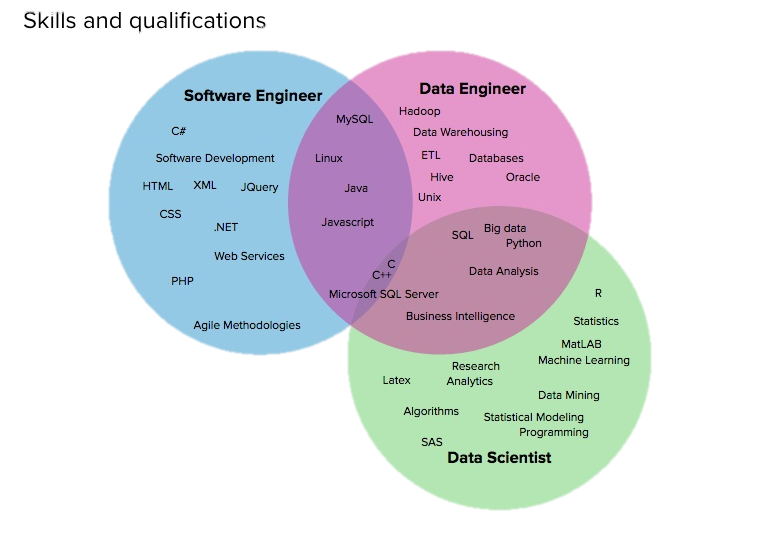 Skills and qualifications
Software Engineer
C#
Software Development
HTML
XML
JQuery
CSS
.NET
Web Services
PHP
Agile Methodologies
MySQL
Linux
Java
Javascript
C
C++
Microsoft SQL Server
Data Engineer
Hadoop
Data Warehousing
ETL
Databases
Hive
Oracle
Unix
SQL
Big data
Python
Data Analysis
Business Intelligence
R
Statistics
MatLAB
Machine Learning
Research
Analytics
Latex
Data Mining
Algorithms
Statistical Modeling
Programming
SAS
Data Scientist